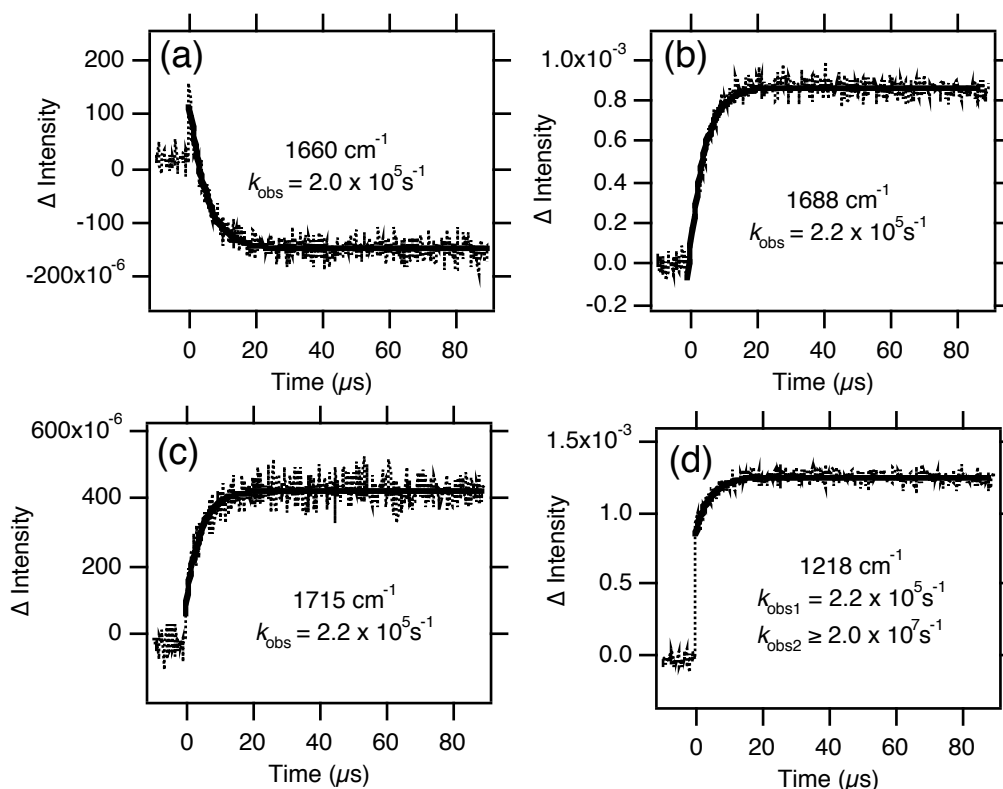 (a)
200
100
0
-100
-200x10⁻⁶
Δ Intensity
1660 cm⁻¹
k_obs = 2.0 x 10⁵s⁻¹
0 20 40 60 80
Time (µs)
(b)
1.0x10⁻³
0.8
0.6
0.4
0.2
0.0
-0.2
Δ Intensity
1688 cm⁻¹
k_obs = 2.2 x 10⁵s⁻¹
0 20 40 60 80
Time (µs)
(c)
600x10⁻⁶
400
200
0
Δ Intensity
1715 cm⁻¹
k_obs = 2.2 x 10⁵s⁻¹
0 20 40 60 80
Time (µs)
(d)
1.5x10⁻³
1.0
0.5
0.0
Δ Intensity
1218 cm⁻¹
k_obs1 = 2.2 x 10⁵s⁻¹
k_obs2 ≥ 2.0 x 10⁷s⁻¹
0 20 40 60 80
Time (µs)